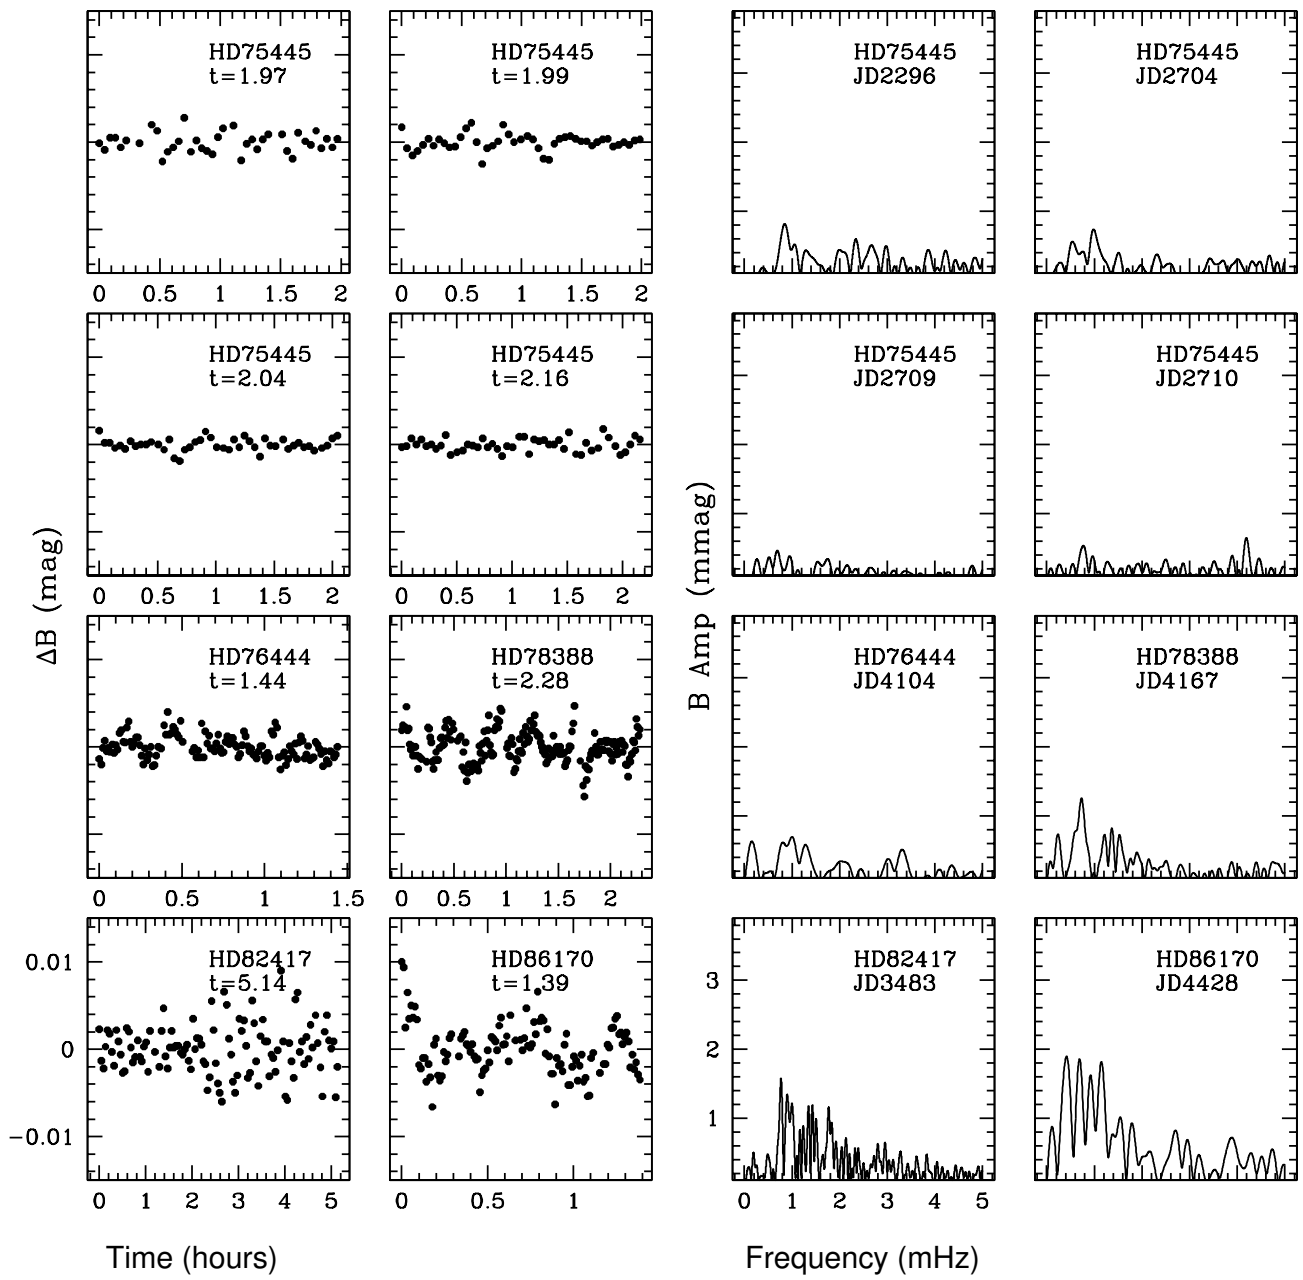 HD75445
t=1.97
HD75445
t=1.99
HD75445
JD2296
HD75445
JD2704
0 0.5 1 1.5 2
0 0.5 1 1.5 2
HD75445
t=2.04
HD75445
t=2.16
HD75445
JD2709
HD75445
JD2710
0 0.5 1 1.5 2
0 0.5 1 1.5 2
ΔB (mag)
B Amp (mmag)
HD76444
t=1.44
HD78388
t=2.28
HD76444
JD4104
HD78388
JD4167
0 0.5 1 1.5
0 0.5 1 1.5 2
HD82417
t=5.14
HD86170
t=1.39
HD82417
JD3483
HD86170
JD4428
0.01
0
−0.01
3
2
1
0 1 2 3 4 5
0 0.5 1
0 1 2 3 4 5
Time (hours)
Frequency (mHz)